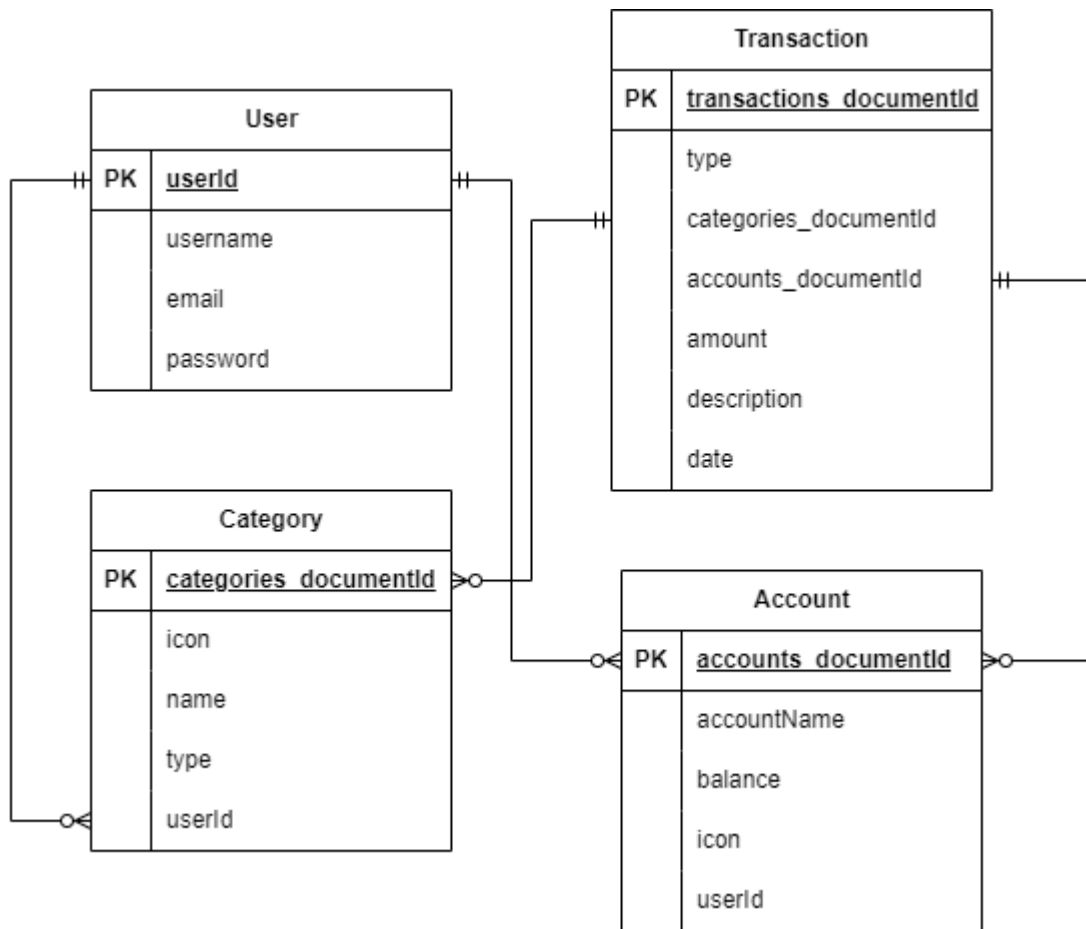 Transaction
PK transactions_documentId
type
categories_documentId
accounts_documentId
amount
description
date
User
PK userId
username
email
password
Category
PK categories_documentId
icon
name
type
userId
Account
PK accounts_documentId
accountName
balance
icon
userId